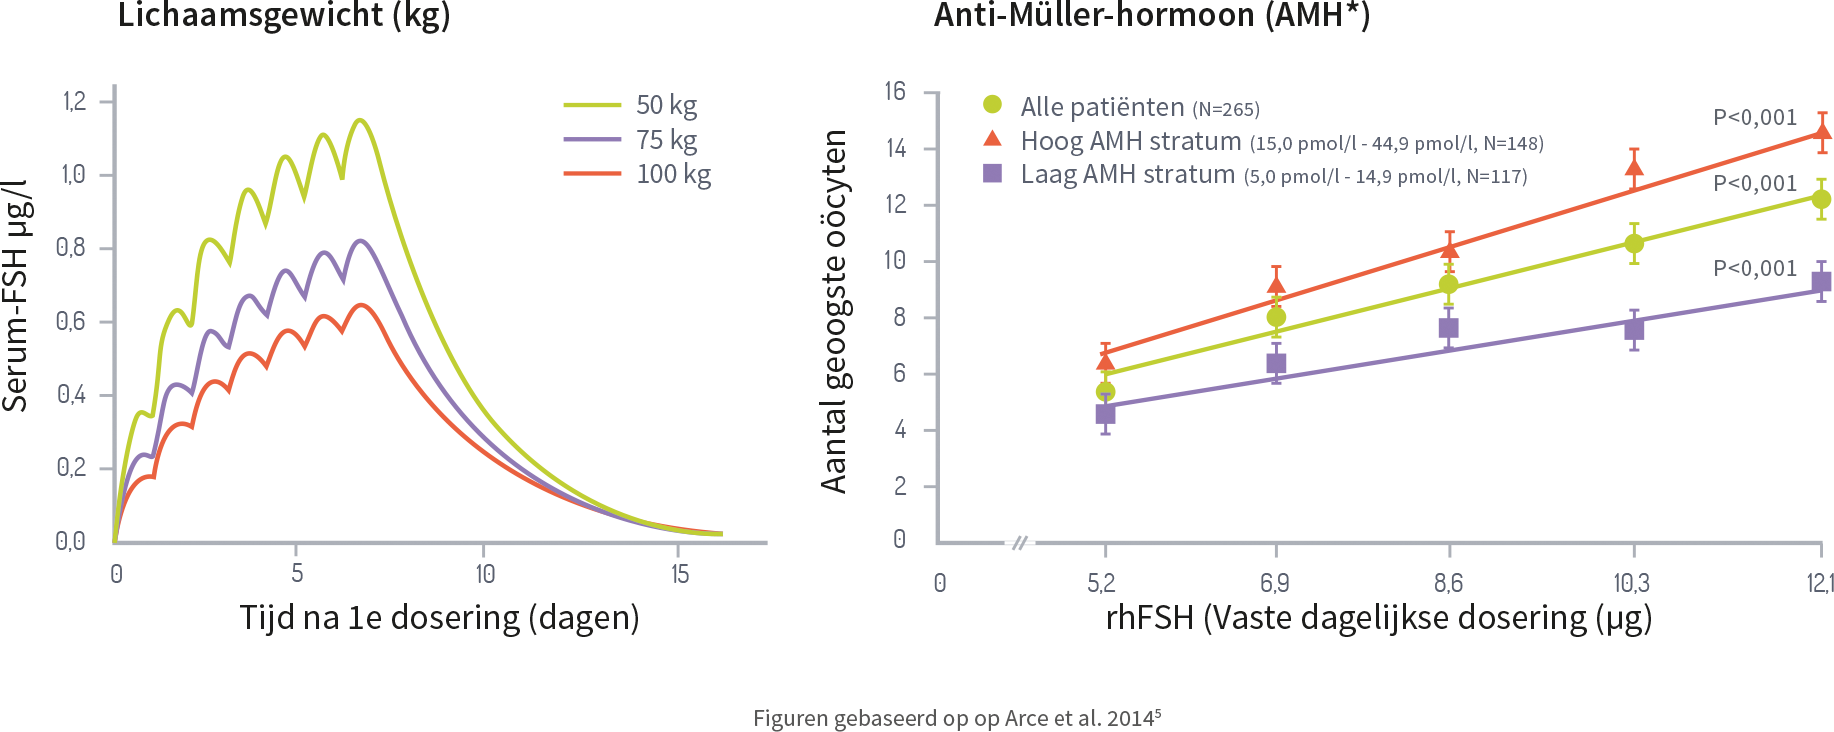 Lichaamsgewicht (kg)
Serum-FSH µg/l
1,2
1,0
0,8
0,6
0,4
0,2
0,0
50 kg
75 kg
100 kg
0
5
10
15
Tijd na 1e dosering (dagen)
Anti-Müller-hormoon (AMH*)
Aantal geoogste oöcyten
16
14
12
10
8
6
4
2
0
Alle patiënten (N=265)
Hoog AMH stratum (15,0 pmol/l - 44,9 pmol/l, N=148)
Laag AMH stratum (5,0 pmol/l - 14,9 pmol/l, N=117)
P<0,001
P<0,001
P<0,001
0
5,2
6,9
8,6
10,3
12,1
rhFSH (Vaste dagelijkse dosering (µg)
Figuren gebaseerd op op Arce et al. 2014⁵